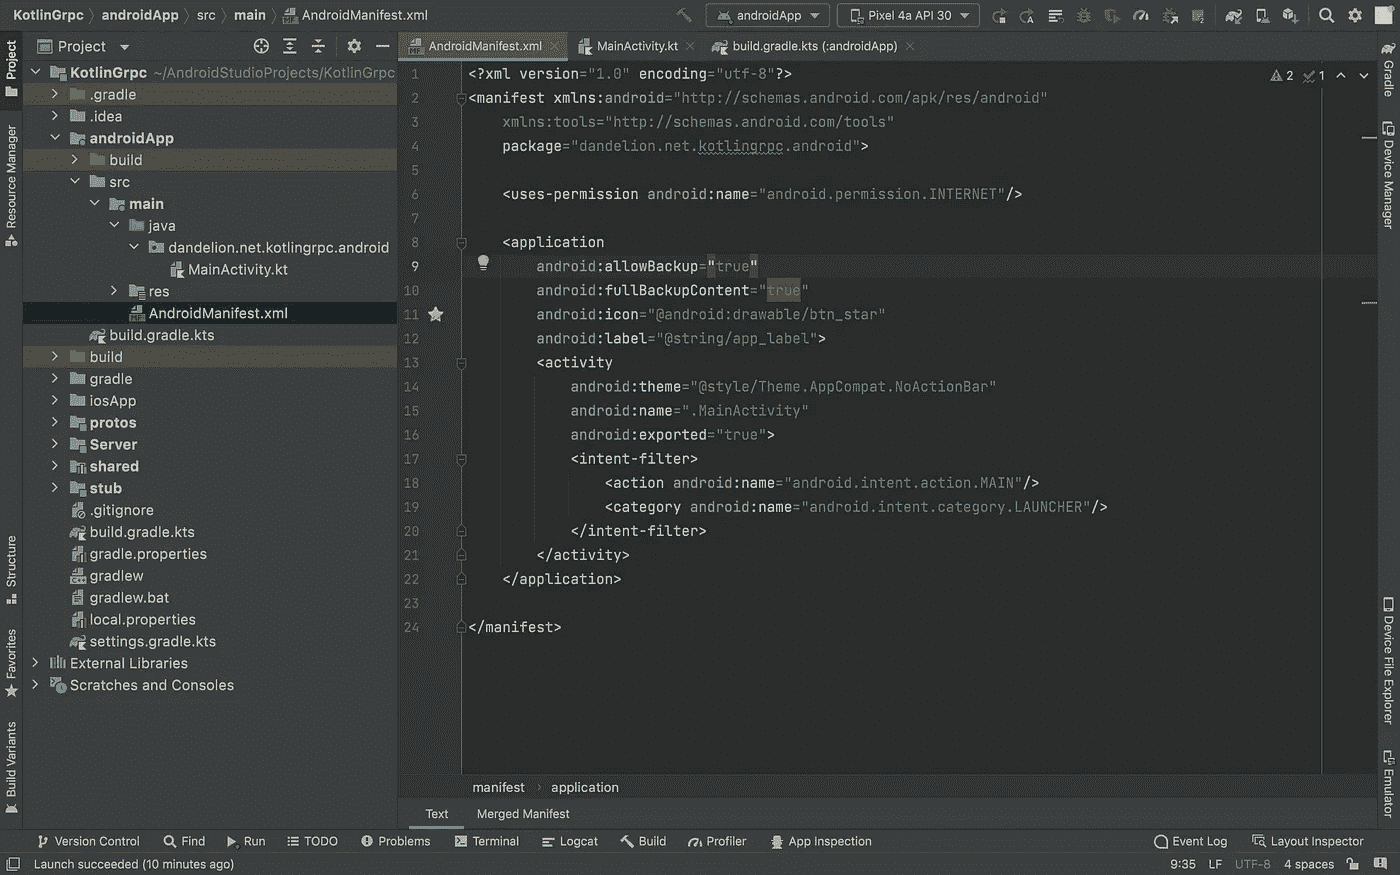 KotlinGrpc androidApp src main AndroidManifest.xml androidApp Pixel 4a API 30
Project
Resource Manager
Structure
Favorites
Build Variants
Project
KotlinGrpc ~/AndroidStudioProjects/KotlinGrpc
.gradle
.idea
androidApp
build
src
main
java
dandelion.net.kotlingrpc.android
MainActivity.kt
res
AndroidManifest.xml
build.gradle.kts
build
gradle
iosApp
protos
Server
shared
stub
.gitignore
build.gradle.kts
gradle.properties
gradlew
gradlew.bat
local.properties
settings.gradle.kts
External Libraries
Scratches and Consoles
AndroidManifest.xml MainActivity.kt build.gradle.kts (:androidApp)
2 1
1 <?xml version="1.0" encoding="utf-8"?>
2 <manifest xmlns:android="http://schemas.android.com/apk/res/android"
3 xmlns:tools="http://schemas.android.com/tools"
4 package="dandelion.net.kotlingrpc.android">
5
6 <uses-permission android:name="android.permission.INTERNET"/>
7
8 <application
9 android:allowBackup="true"
10 android:fullBackupContent="true"
11 android:icon="@android:drawable/btn_star"
12 android:label="@string/app_label">
13 <activity
14 android:theme="@style/Theme.AppCompat.NoActionBar"
15 android:name=".MainActivity"
16 android:exported="true">
17 <intent-filter>
18 <action android:name="android.intent.action.MAIN"/>
19 <category android:name="android.intent.category.LAUNCHER"/>
20 </intent-filter>
21 </activity>
22 </application>
23
24 </manifest>
manifest application
Text Merged Manifest
Gradle
Device Manager
Device File Explorer
Emulator
Version Control Find Run TODO Problems Terminal Logcat Build Profiler App Inspection Event Log Layout Inspector
Launch succeeded (10 minutes ago) 9:35 LF UTF-8 4 spaces